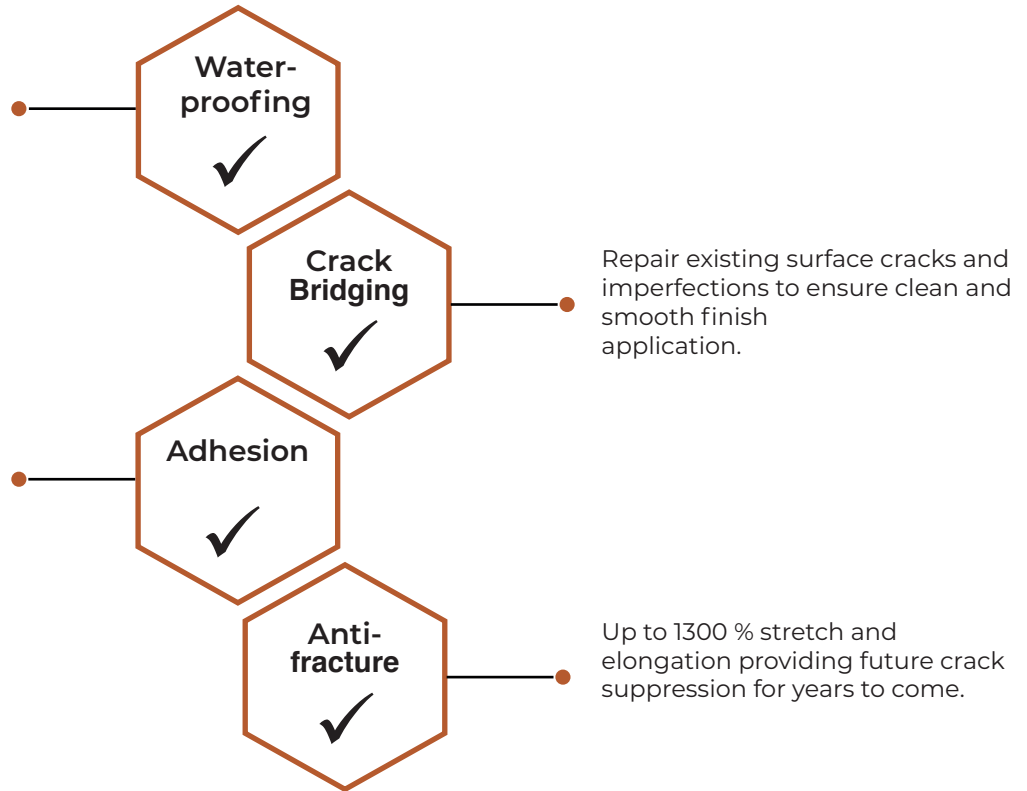 Water-
proofing
Crack
Bridging
Repair existing surface cracks and
imperfections to ensure clean and
smooth finish
application.
Adhesion
Anti-
fracture
Up to 1300 % stretch and
elongation providing future crack
suppression for years to come.